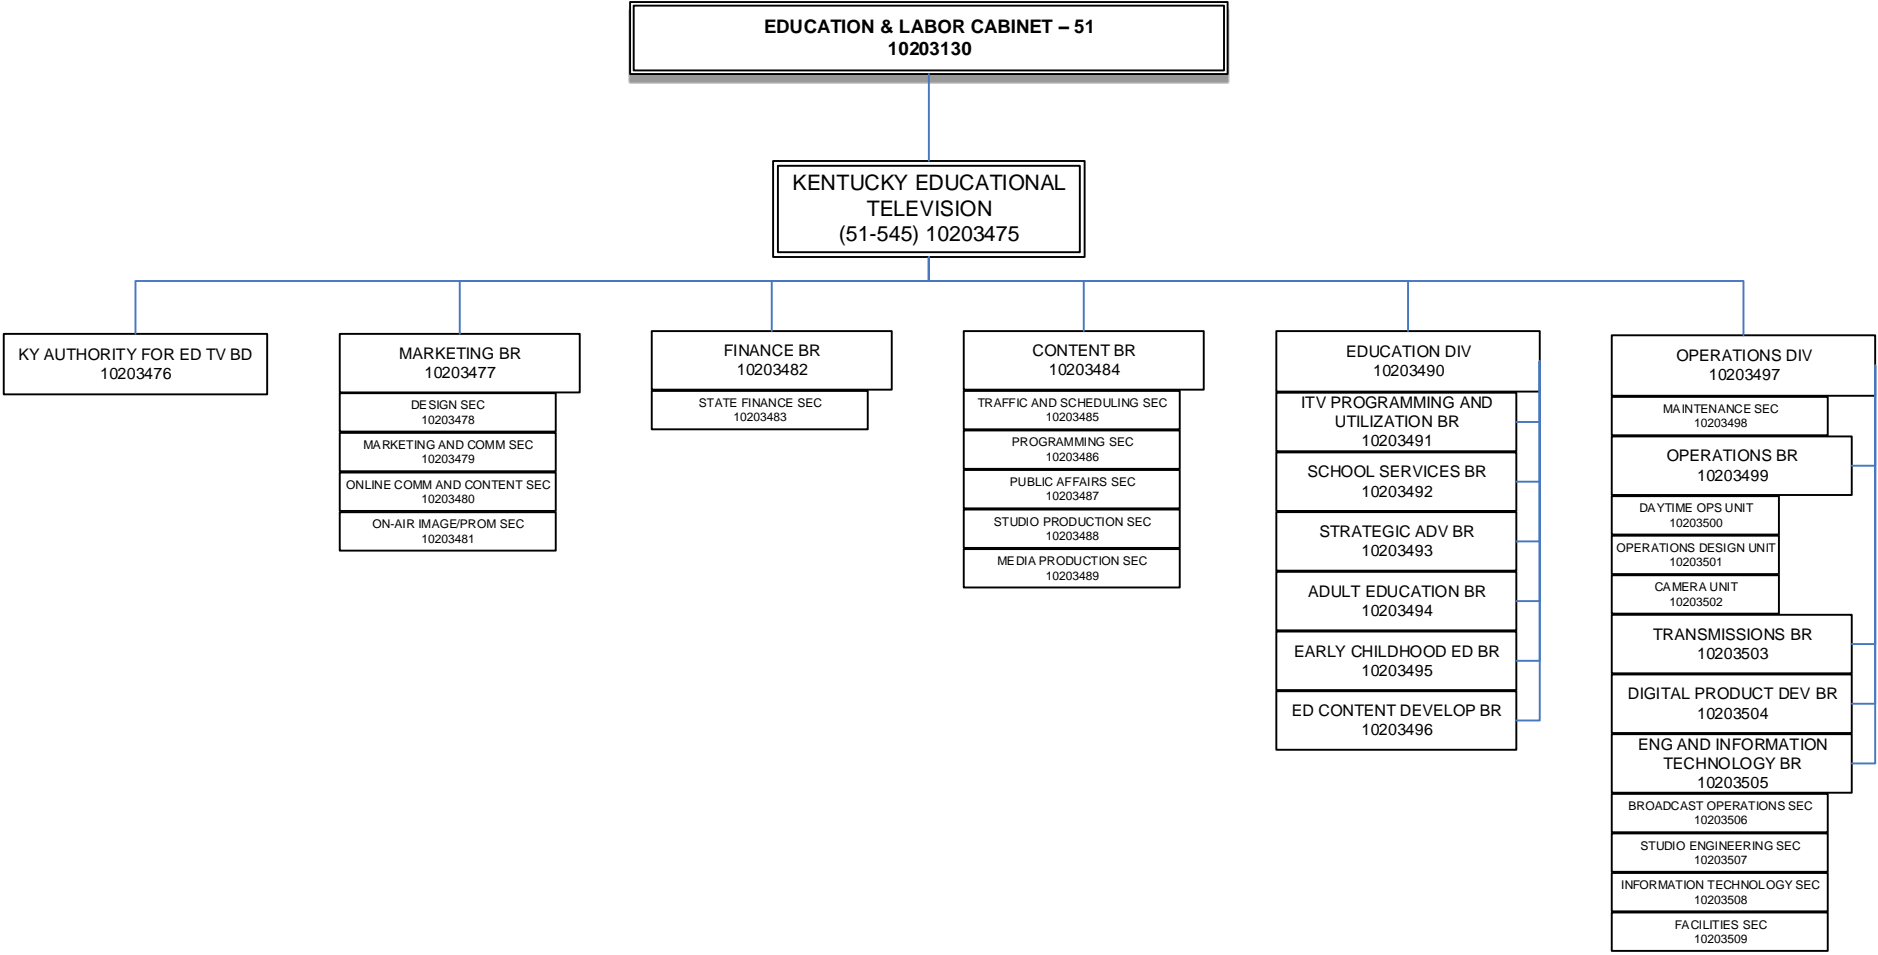 EDUCATION & LABOR CABINET – 51
10203130
KENTUCKY EDUCATIONAL
TELEVISION
(51-545) 10203475
KY AUTHORITY FOR ED TV BD
10203476
MARKETING BR
10203477
DESIGN SEC
10203478
MARKETING AND COMM SEC
10203479
ONLINE COMM AND CONTENT SEC
10203480
ON-AIR IMAGE/PROM SEC
10203481
FINANCE BR
10203482
STATE FINANCE SEC
10203483
CONTENT BR
10203484
TRAFFIC AND SCHEDULING SEC
10203485
PROGRAMMING SEC
10203486
PUBLIC AFFAIRS SEC
10203487
STUDIO PRODUCTION SEC
10203488
MEDIA PRODUCTION SEC
10203489
EDUCATION DIV
10203490
ITV PROGRAMMING AND
UTILIZATION BR
10203491
SCHOOL SERVICES BR
10203492
STRATEGIC ADV BR
10203493
ADULT EDUCATION BR
10203494
EARLY CHILDHOOD ED BR
10203495
ED CONTENT DEVELOP BR
10203496
OPERATIONS DIV
10203497
MAINTENANCE SEC
10203498
OPERATIONS BR
10203499
DAYTIME OPS UNIT
10203500
OPERATIONS DESIGN UNIT
10203501
CAMERA UNIT
10203502
TRANSMISSIONS BR
10203503
DIGITAL PRODUCT DEV BR
10203504
ENG AND INFORMATION
TECHNOLOGY BR
10203505
BROADCAST OPERATIONS SEC
10203506
STUDIO ENGINEERING SEC
10203507
INFORMATION TECHNOLOGY SEC
10203508
FACILITIES SEC
10203509